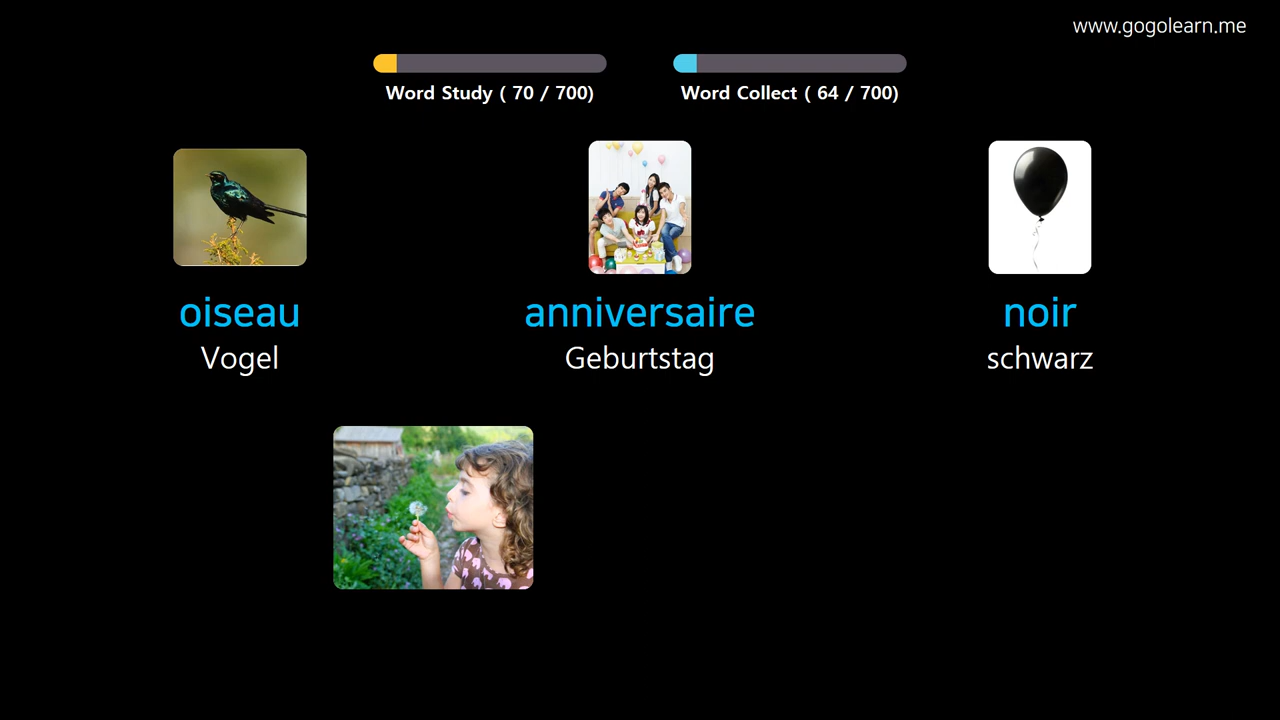 www.gogolearn.me
Word Study ( 70 / 700)
Word Collect ( 64 / 700)
oiseau
anniversaire
noir
Vogel
Geburtstag
schwarz